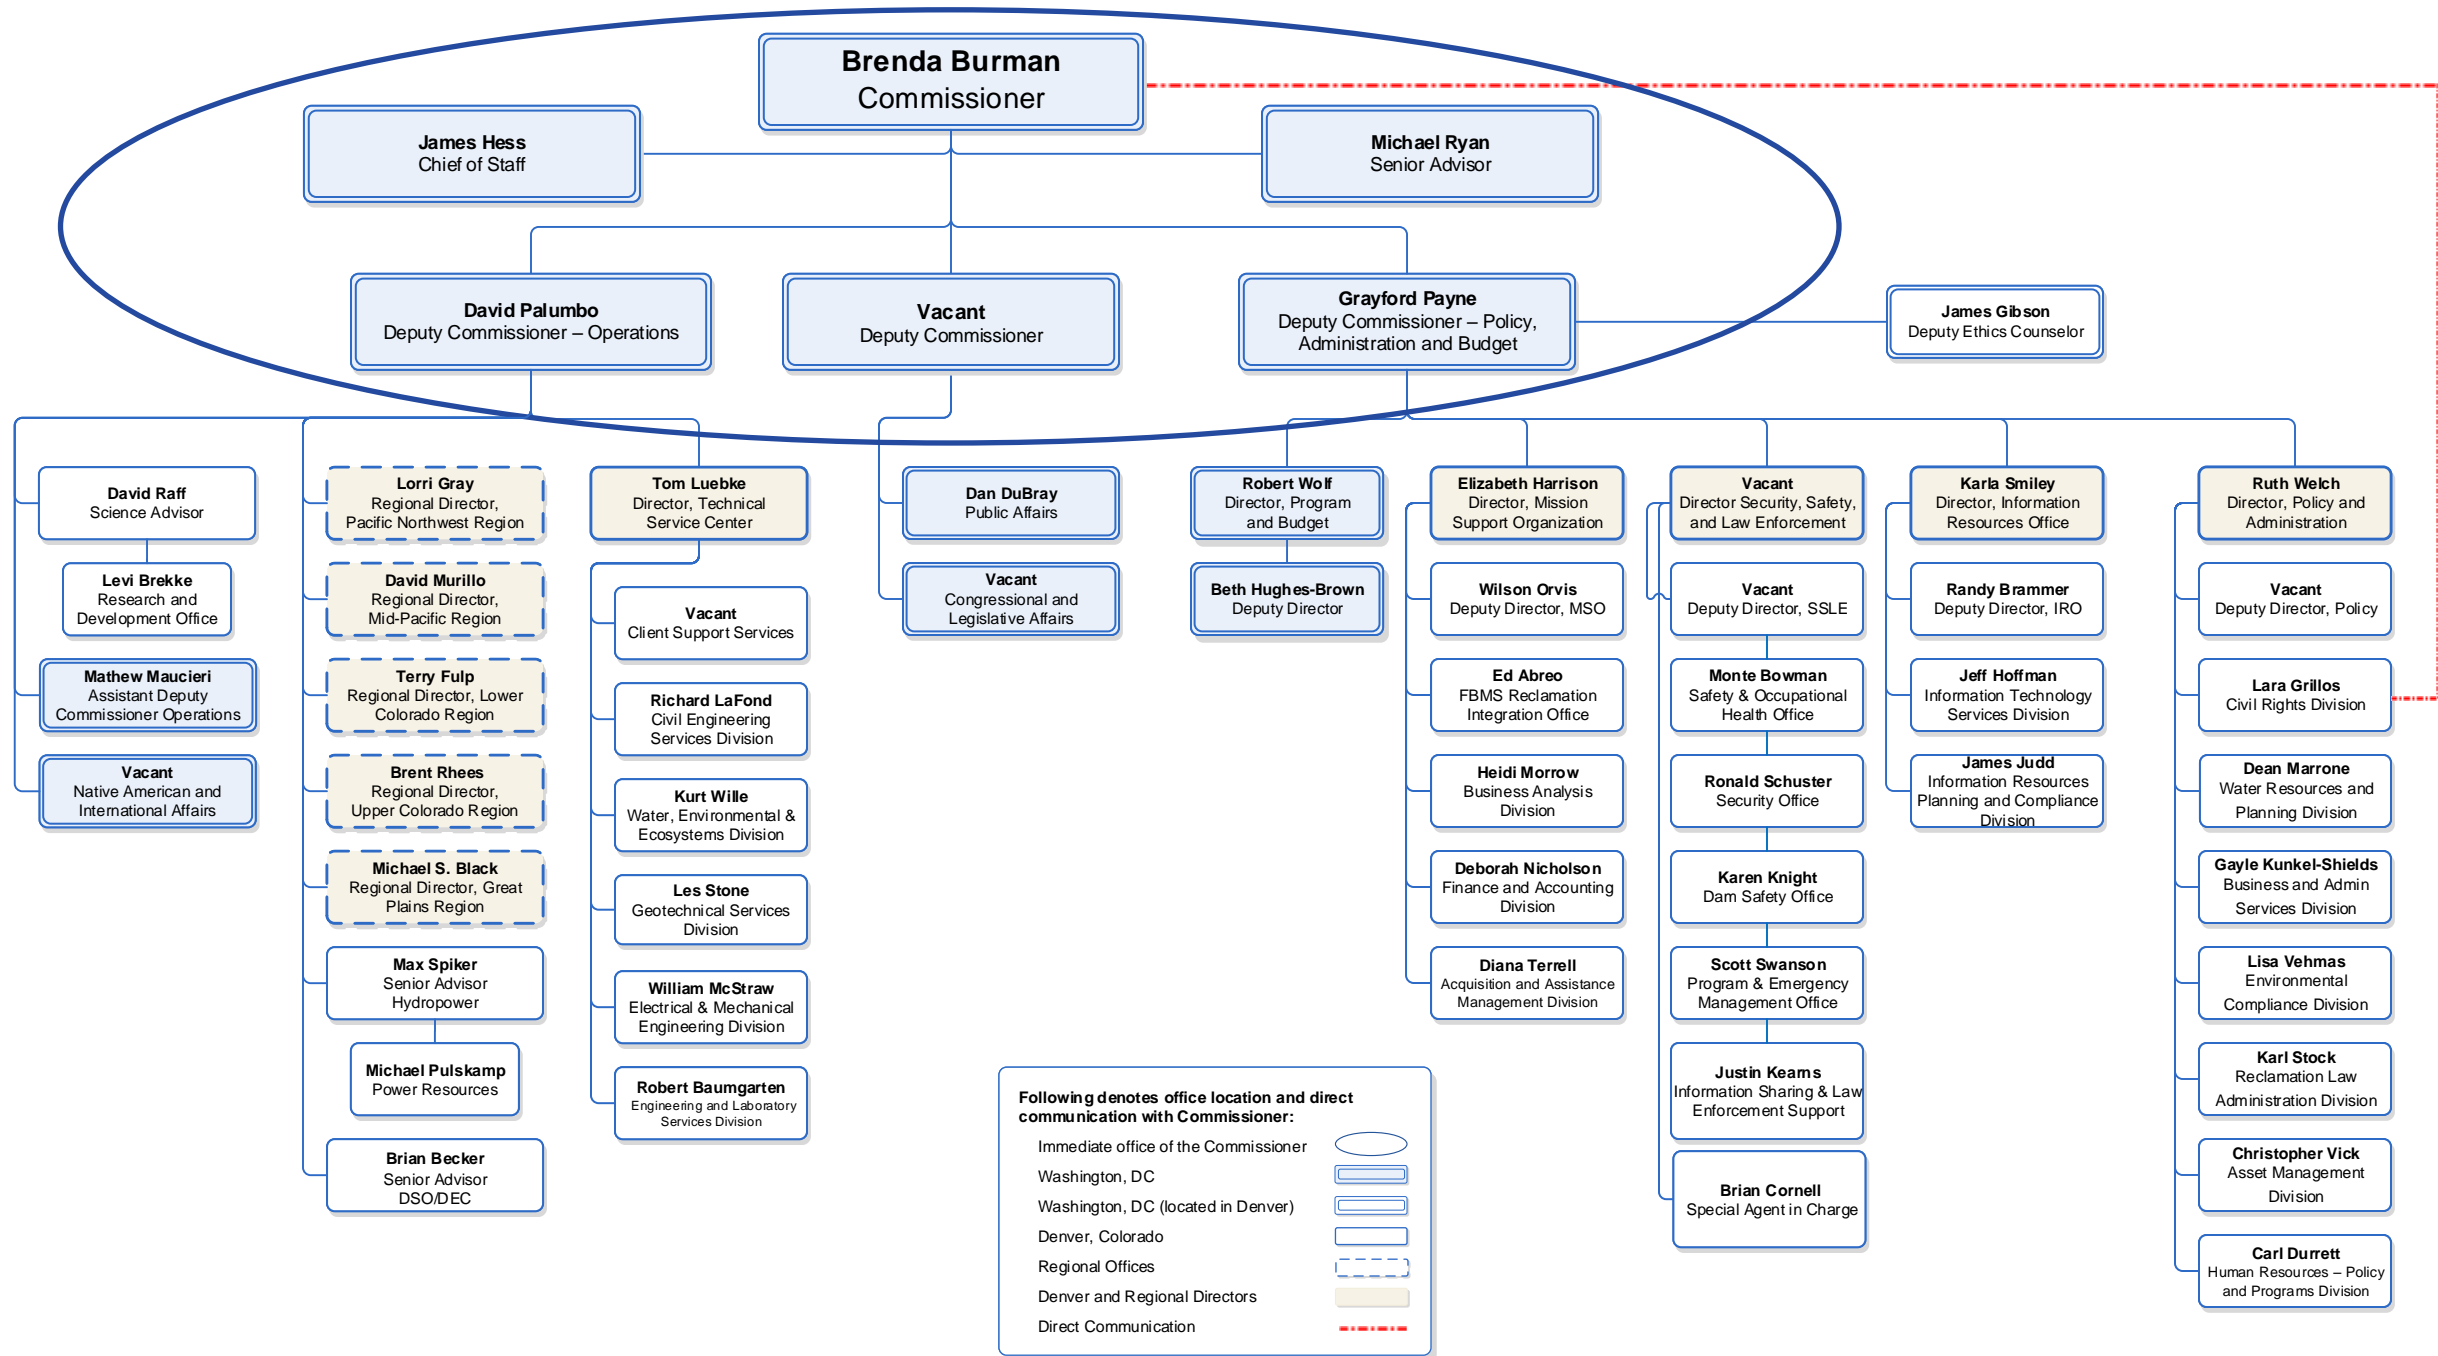 Brenda Burman
Commissioner
James Hess
Chief of Staff
Michael Ryan
Senior Advisor
David Palumbo
Deputy Commissioner – Operations
Vacant
Deputy Commissioner
Grayford Payne
Deputy Commissioner – Policy,
Administration and Budget
James Gibson
Deputy Ethics Counselor
David Raff
Science Advisor
Levi Brekke
Research and
Development Office
Mathew Maucieri
Assistant Deputy
Commissioner Operations
Vacant
Native American and
International Affairs
Lorri Gray
Regional Director,
Pacific Northwest Region
David Murillo
Regional Director,
Mid-Pacific Region
Terry Fulp
Regional Director, Lower
Colorado Region
Brent Rhees
Regional Director,
Upper Colorado Region
Michael S. Black
Regional Director, Great
Plains Region
Max Spiker
Senior Advisor
Hydropower
Michael Pulskamp
Power Resources
Brian Becker
Senior Advisor
DSO/DEC
Tom Luebke
Director, Technical
Service Center
Vacant
Client Support Services
Richard LaFond
Civil Engineering
Services Division
Kurt Wille
Water, Environmental &
Ecosystems Division
Les Stone
Geotechnical Services
Division
William McStraw
Electrical & Mechanical
Engineering Division
Robert Baumgarten
Engineering and Laboratory
Services Division
Dan DuBray
Public Affairs
Vacant
Congressional and
Legislative Affairs
Robert Wolf
Director, Program
and Budget
Beth Hughes-Brown
Deputy Director
Elizabeth Harrison
Director, Mission
Support Organization
Wilson Orvis
Deputy Director, MSO
Ed Abreo
FBMS Reclamation
Integration Office
Heidi Morrow
Business Analysis
Division
Deborah Nicholson
Finance and Accounting
Division
Diana Terrell
Acquisition and Assistance
Management Division
Vacant
Director Security, Safety,
and Law Enforcement
Vacant
Deputy Director, SSLE
Monte Bowman
Safety & Occupational
Health Office
Ronald Schuster
Security Office
Karen Knight
Dam Safety Office
Scott Swanson
Program & Emergency
Management Office
Justin Kearns
Information Sharing & Law
Enforcement Support
Brian Cornell
Special Agent in Charge
Karla Smiley
Director, Information
Resources Office
Randy Brammer
Deputy Director, IRO
Jeff Hoffman
Information Technology
Services Division
James Judd
Information Resources
Planning and Compliance
Division
Ruth Welch
Director, Policy and
Administration
Vacant
Deputy Director, Policy
Lara Grillos
Civil Rights Division
Dean Marrone
Water Resources and
Planning Division
Gayle Kunkel-Shields
Business and Admin
Services Division
Lisa Vehmas
Environmental
Compliance Division
Karl Stock
Reclamation Law
Administration Division
Christopher Vick
Asset Management
Division
Carl Durrett
Human Resources – Policy
and Programs Division
Following denotes office location and direct
communication with Commissioner:
Immediate office of the Commissioner
Washington, DC
Washington, DC (located in Denver)
Denver, Colorado
Regional Offices
Denver and Regional Directors
Direct Communication